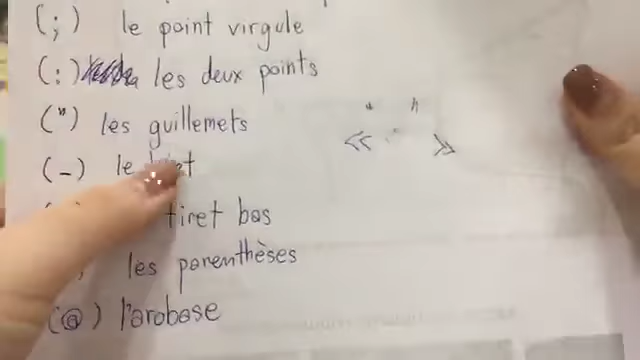 (;) le point virgule
(:) les deux points
(") les guillemets " " « »
(-) le
tiret bas
les parenthèses
(@) l'arobase